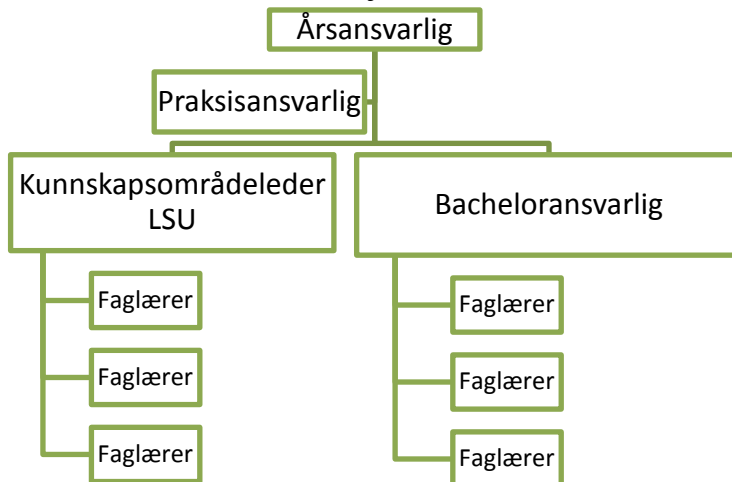 Årsansvarlig
Praksisansvarlig
Kunnskapsområdeleder
LSU
Faglærer
Faglærer
Faglærer
Bacheloransvarlig
Faglærer
Faglærer
Faglærer